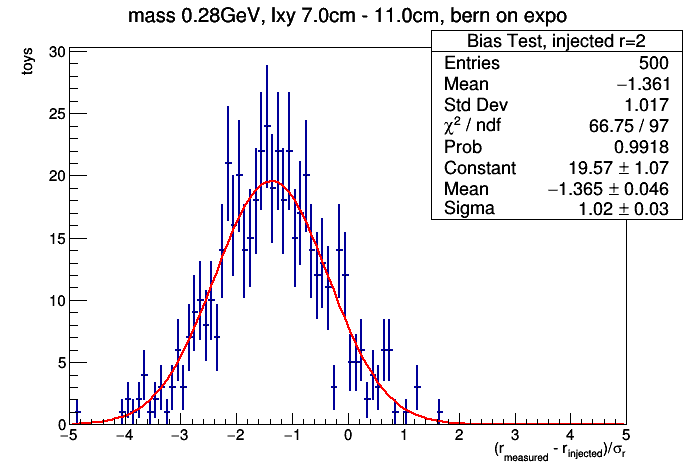 mass 0.28GeV, lxy 7.0cm - 11.0cm, bern on expo
toys
Bias Test, injected r=2
Entries 500
Mean −1.361
Std Dev 1.017
χ² / ndf 66.75 / 97
Prob 0.9918
Constant 19.57 ± 1.07
Mean −1.365 ± 0.046
Sigma 1.02 ± 0.03
30
25
20
15
10
5
0
−5 −4 −3 −2 −1 0 1 2 3 4 5
(r_measured - r_injected)/σ_r